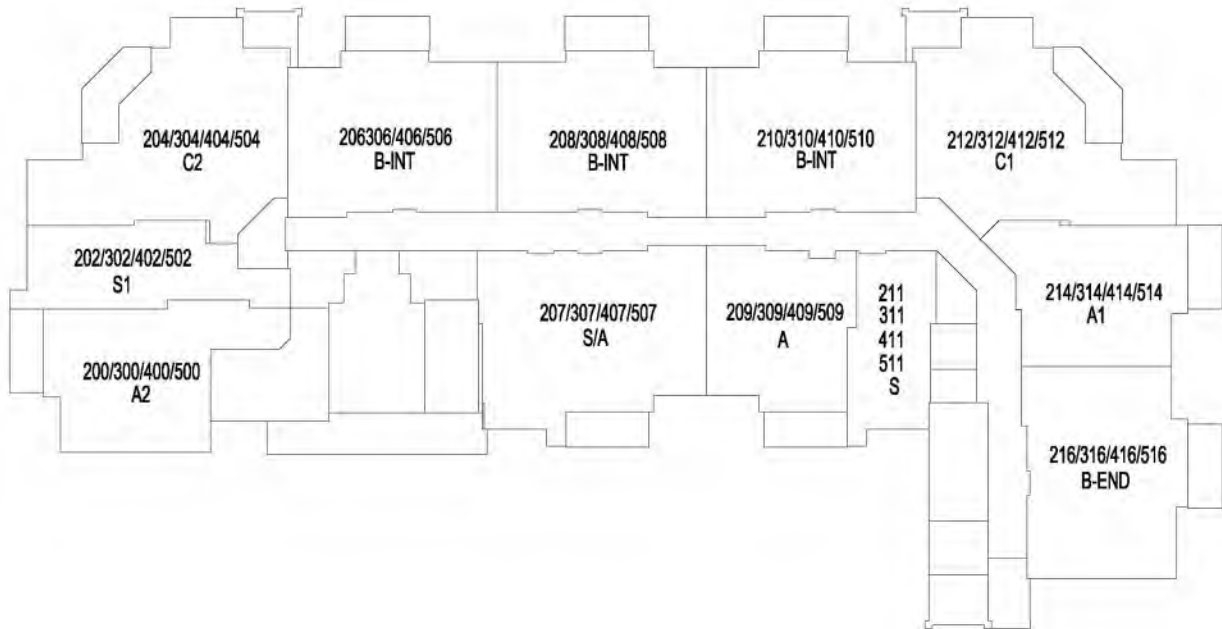 204/304/404/504
C2
206306/406/506
B-INT
208/308/408/508
B-INT
210/310/410/510
B-INT
212/312/412/512
C1
202/302/402/502
S1
200/300/400/500
A2
207/307/407/507
S/A
209/309/409/509
A
211
311
411
511
S
214/314/414/514
A1
216/316/416/516
B-END